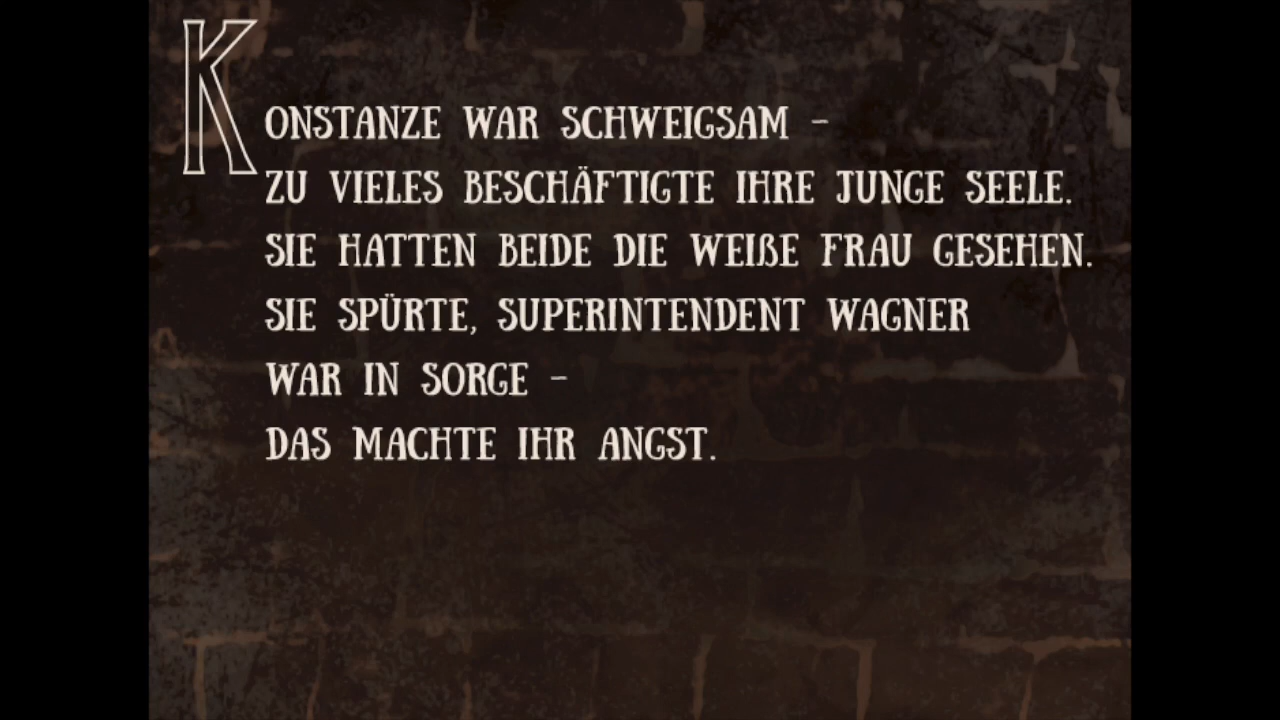 KONSTANZE WAR SCHWEIGSAM –
ZU VIELES BESCHÄFTIGTE IHRE JUNGE SEELE.
SIE HATTEN BEIDE DIE WEIßE FRAU GESEHEN.
SIE SPÜRTE, SUPERINTENDENT WAGNER
WAR IN SORGE –
DAS MACHTE IHR ANGST.